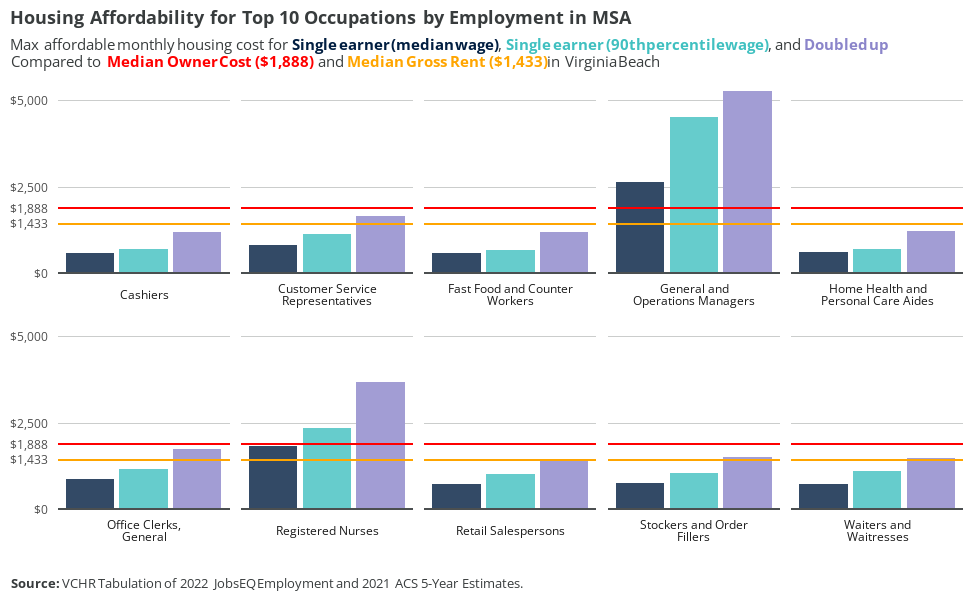 Housing Affordability for Top 10 Occupations by Employment in MSA
Max affordable monthly housing cost for Single earner (median wage), Single earner (90th percentile wage), and Doubled up
Compared to Median Owner Cost ($1,888) and Median Gross Rent ($1,433) in Virginia Beach
$5,000
$2,500
$1,888
$1,433
$0
Cashiers
Customer Service
Representatives
Fast Food and Counter
Workers
General and
Operations Managers
Home Health and
Personal Care Aides
$5,000
$2,500
$1,888
$1,433
$0
Office Clerks,
General
Registered Nurses
Retail Salespersons
Stockers and Order
Fillers
Waiters and
Waitresses
Source: VCHR Tabulation of 2022 JobsEQ Employment and 2021 ACS 5-Year Estimates.